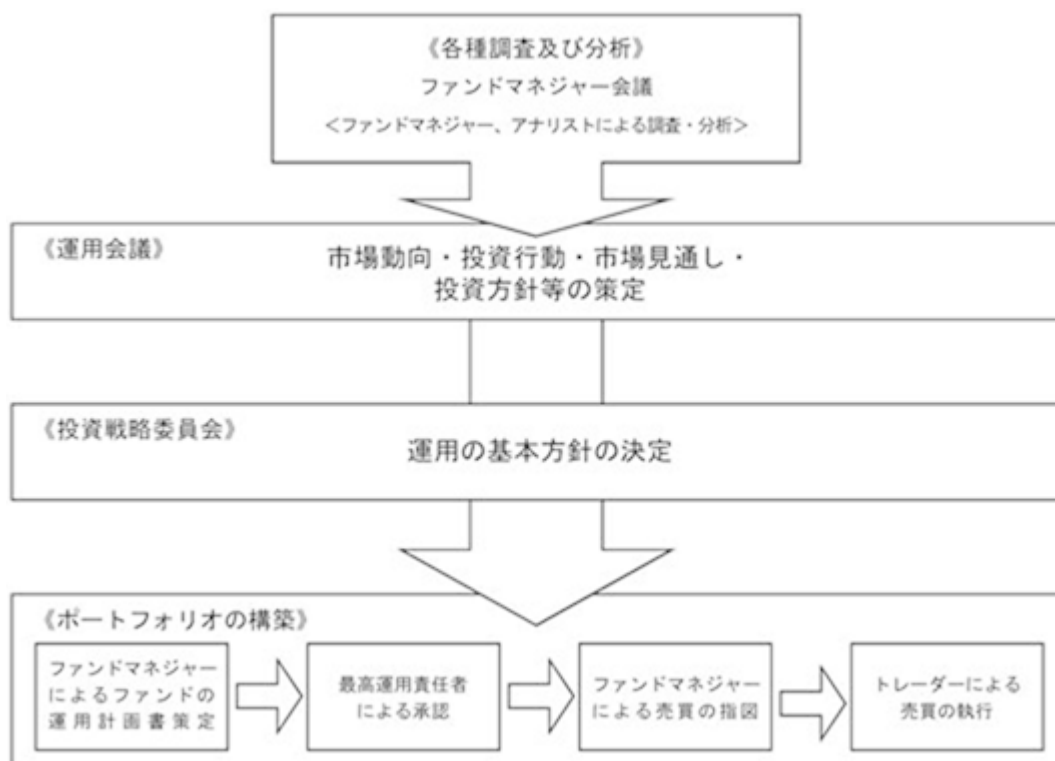 《各種調査及び分析》
ファンドマネジャー会議
<ファンドマネジャー、アナリストによる調査・分析>
《運用会議》
市場動向・投資行動・市場見通し・
投資方針等の策定
《投資戦略委員会》
運用の基本方針の決定
《ポートフォリオの構築》
ファンドマネジャー
によるファンドの
運用計画書策定
最高運用責任者
による承認
ファンドマネジャー
による売買の指図
トレーダーによる
売買の執行